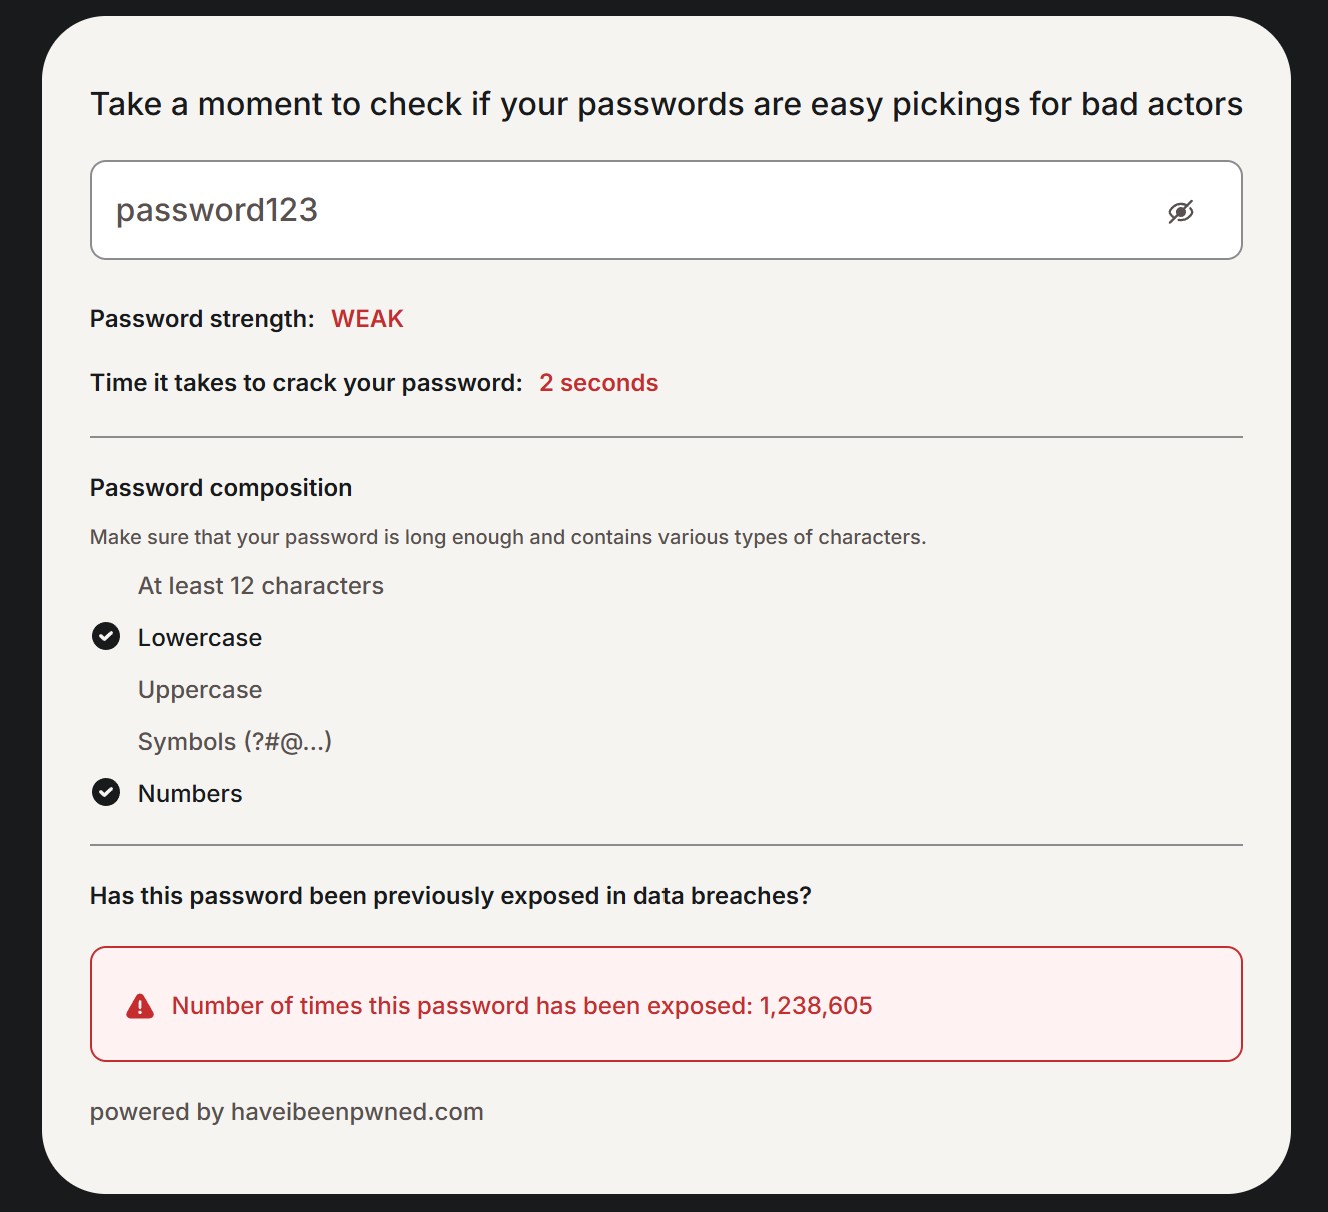 Take a moment to check if your passwords are easy pickings for bad actors
password123
Password strength: WEAK
Time it takes to crack your password: 2 seconds
Password composition
Make sure that your password is long enough and contains various types of characters.
At least 12 characters
Lowercase
Uppercase
Symbols (?#@...)
Numbers
Has this password been previously exposed in data breaches?
Number of times this password has been exposed: 1,238,605
powered by haveibeenpwned.com